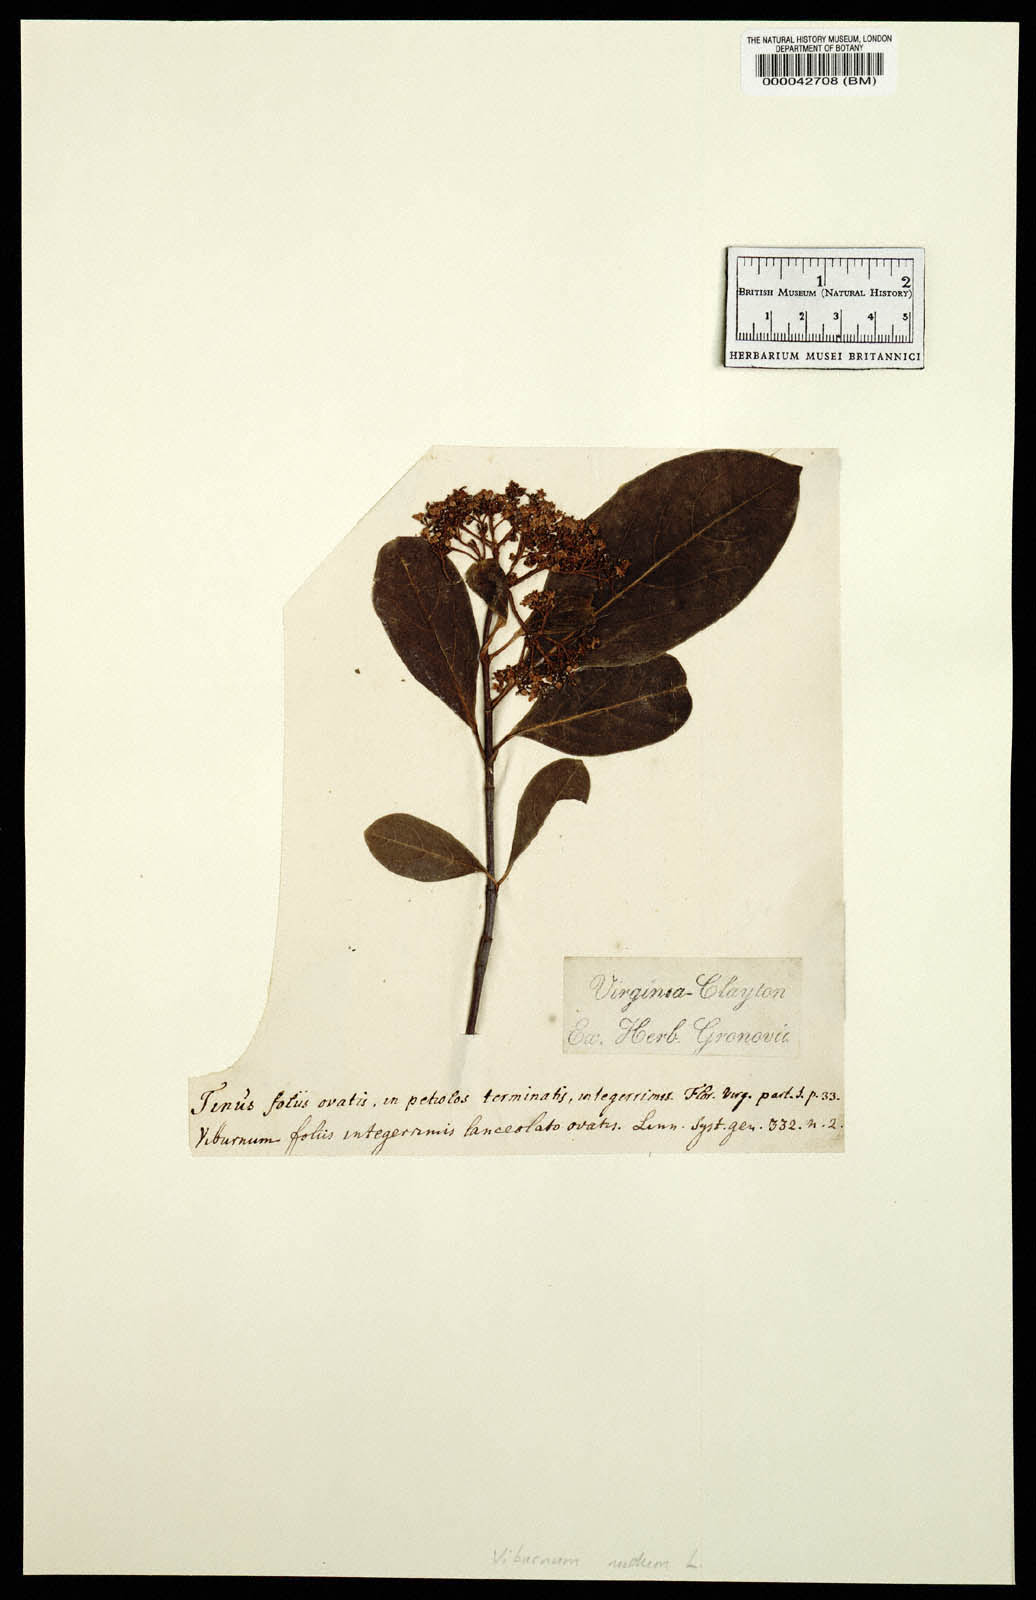 THE NATURAL HISTORY MUSEUM, LONDON
DEPARTMENT OF BOTANY
000042708 (BM)
1 2
British Museum (Natural History)
1 2 3 4 5
HERBARIUM MUSEI BRITANNICI
Virginia-Clayton
Ex. Herb. Gronovii
Tinus foliis ovatis, in petiolos terminatis, integerrimis. Flor. Virg. part. 1. p. 33.
Viburnum foliis integerrimis lanceolato ovatis. Linn. Syst. gen. 332. n. 2.
Viburnum nudum L.